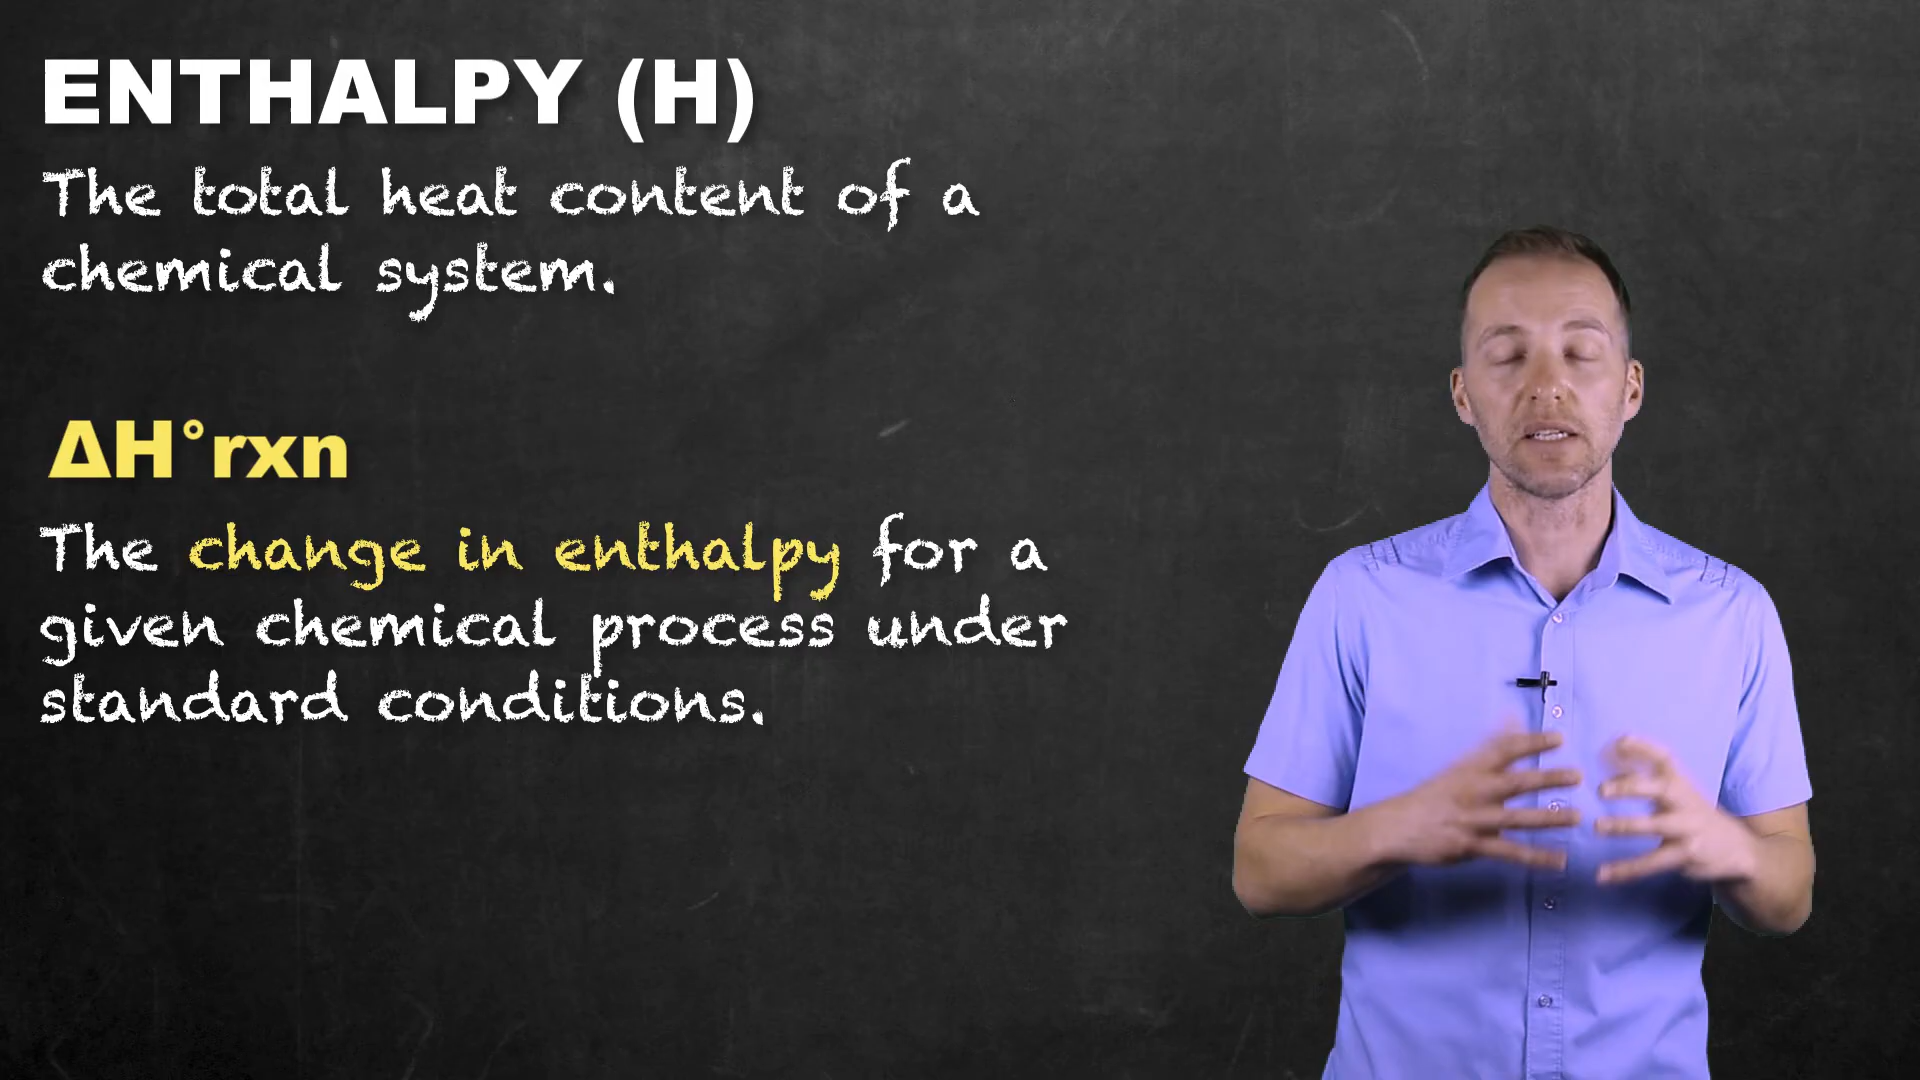 ENTHALPY (H)
The total heat content of a
chemical system.
ΔH°rxn
The change in enthalpy for a
given chemical process under
standard conditions.